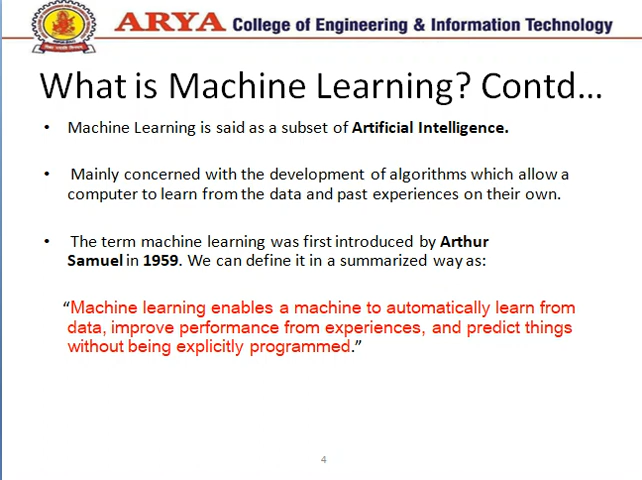 ARYA College of Engineering & Information Technology
What is Machine Learning? Contd…
• Machine Learning is said as a subset of Artificial Intelligence.
• Mainly concerned with the development of algorithms which allow a
computer to learn from the data and past experiences on their own.
• The term machine learning was first introduced by Arthur
Samuel in 1959. We can define it in a summarized way as:
“Machine learning enables a machine to automatically learn from
data, improve performance from experiences, and predict things
without being explicitly programmed.”
4